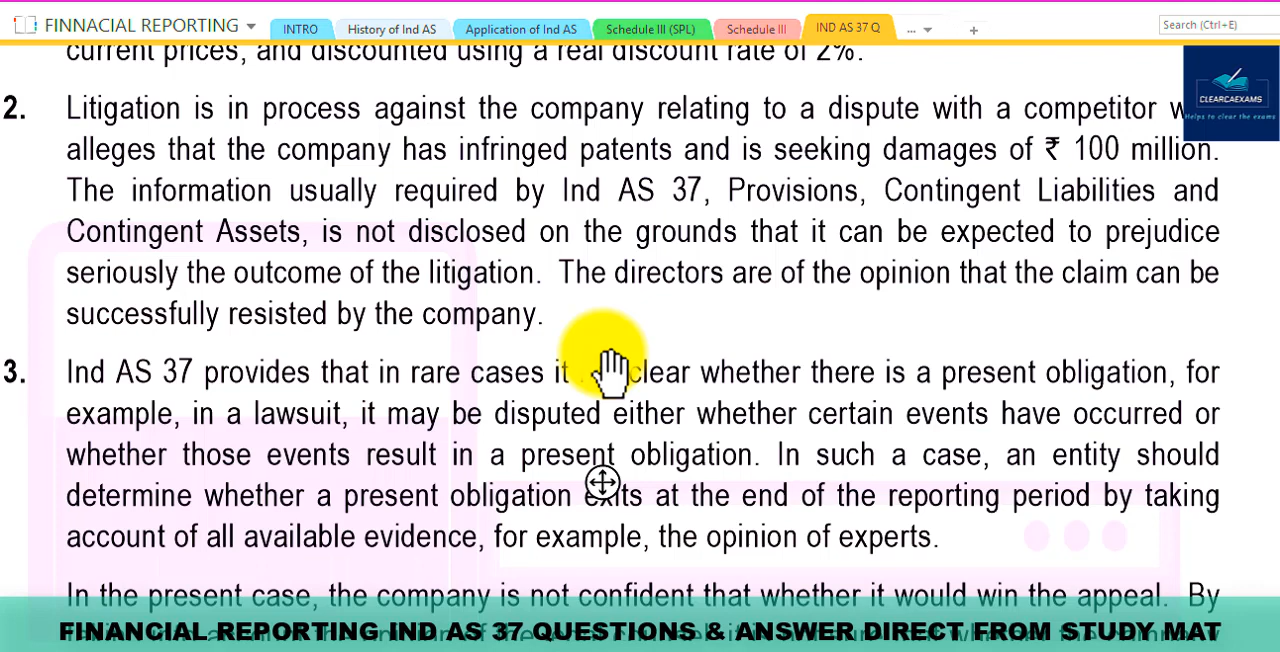 FINNACIAL REPORTING INTRO History of Ind AS Application of Ind AS Schedule III (SPL) Schedule III IND AS 37 Q ... + Search (Ctrl+E)
current prices, and discounted using a real discount rate of 2%.
CLEARCAEXAMS
Helps to clear the exams
2. Litigation is in process against the company relating to a dispute with a competitor
alleges that the company has infringed patents and is seeking damages of ₹ 100 million.
The information usually required by Ind AS 37, Provisions, Contingent Liabilities and
Contingent Assets, is not disclosed on the grounds that it can be expected to prejudice
seriously the outcome of the litigation. The directors are of the opinion that the claim can be
successfully resisted by the company.
3. Ind AS 37 provides that in rare cases it clear whether there is a present obligation, for
example, in a lawsuit, it may be disputed either whether certain events have occurred or
whether those events result in a present obligation. In such a case, an entity should
determine whether a present obligation exits at the end of the reporting period by taking
account of all available evidence, for example, the opinion of experts.
In the present case, the company is not confident that whether it would win the appeal. By
FINANCIAL REPORTING IND AS 37 QUESTIONS & ANSWER DIRECT FROM STUDY MAT